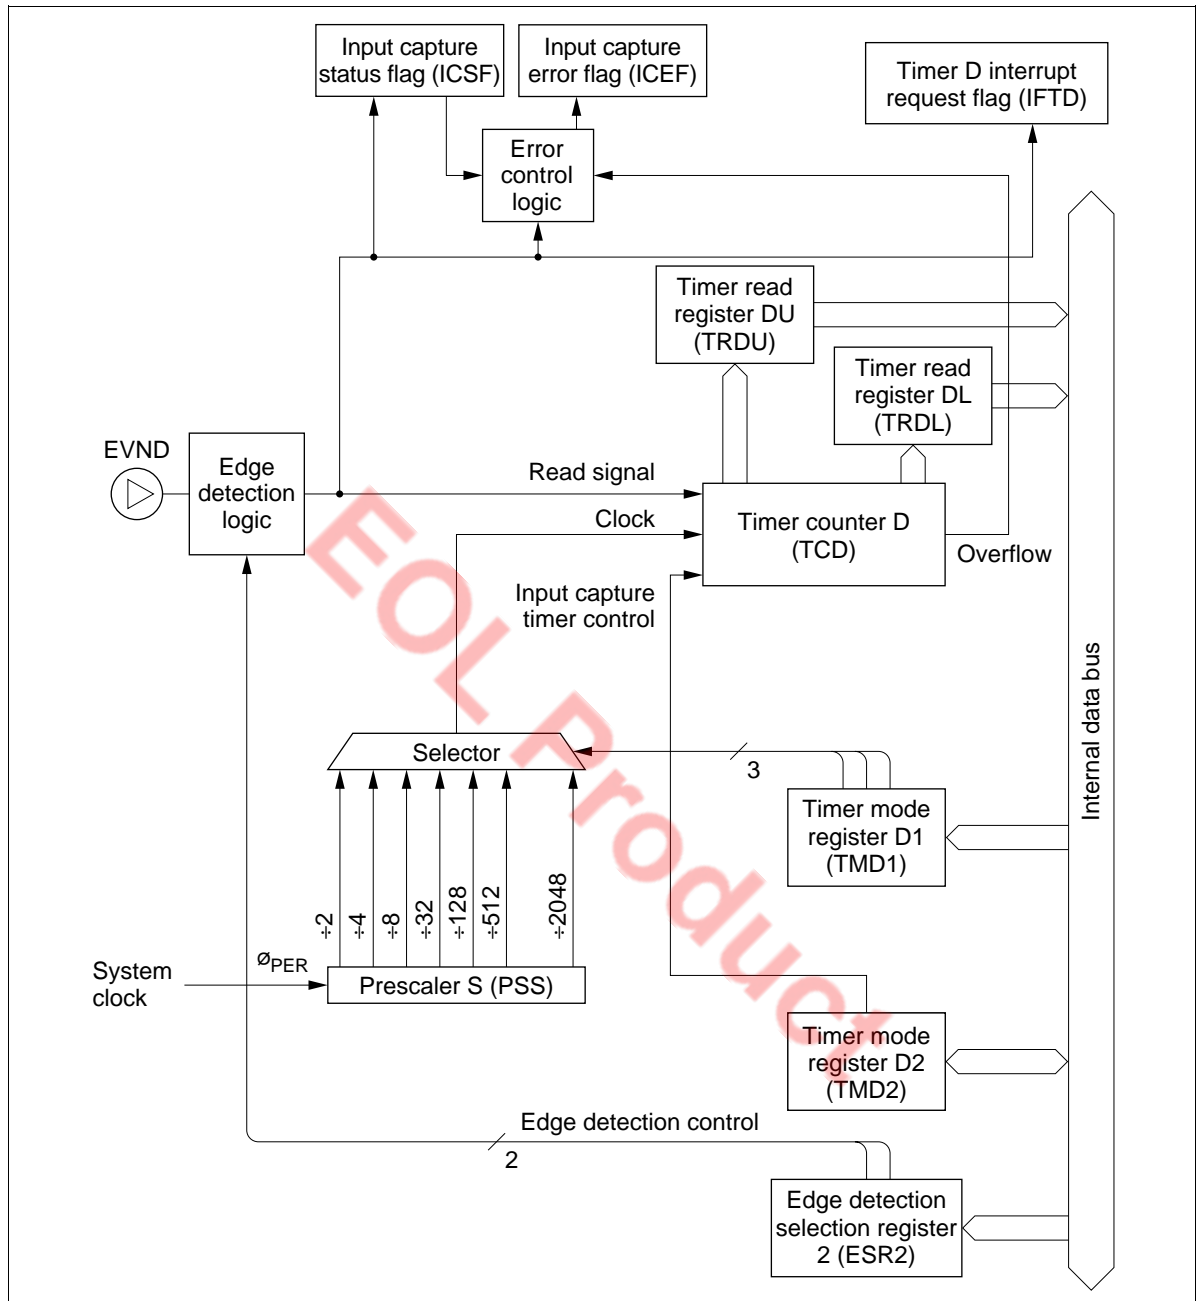 Input capture
status flag (ICSF)
Input capture
error flag (ICEF)
Timer D interrupt
request flag (IFTD)
Error
control
logic
Timer read
register DU
(TRDU)
Timer read
register DL
(TRDL)
EVND
Edge
detection
logic
Read signal
Clock
Timer counter D
(TCD)
Overflow
Input capture
timer control
Internal data bus
Selector
3
Timer mode
register D1
(TMD1)
÷2
÷4
÷8
÷32
÷128
÷512
÷2048
System
clock
øPER
Prescaler S (PSS)
Timer mode
register D2
(TMD2)
Edge detection control
2
Edge detection
selection register
2 (ESR2)
EOL Product